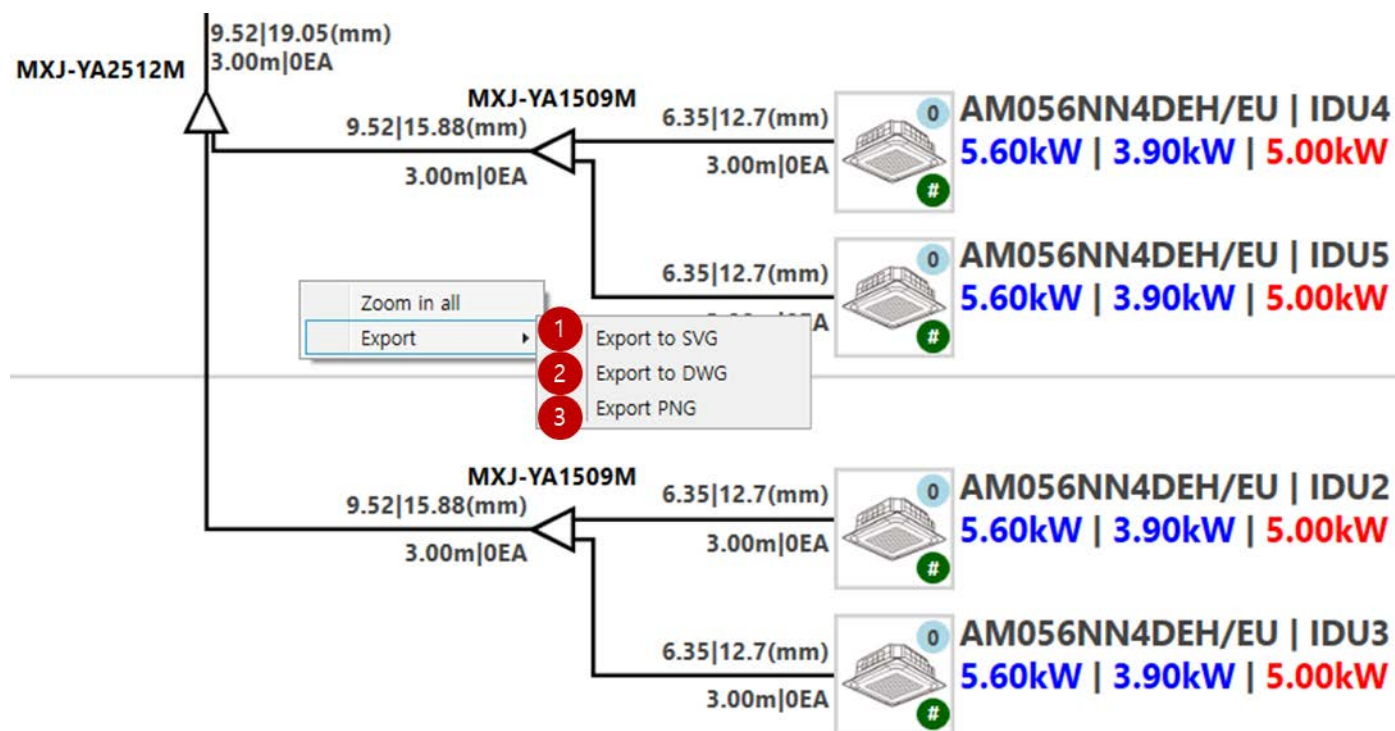 9.52|19.05(mm)
MXJ-YA2512M
3.00m|0EA
MXJ-YA1509M
9.52|15.88(mm)
3.00m|0EA
6.35|12.7(mm)
3.00m|0EA
0
#
AM056NN4DEH/EU | IDU4
5.60kW | 3.90kW | 5.00kW
6.35|12.7(mm)
A
0
#
AM056NN4DEH/EU | IDU5
5.60kW | 3.90kW | 5.00kW
Zoom in all
Export
1 Export to SVG
2 Export to DWG
3 Export PNG
MXJ-YA1509M
9.52|15.88(mm)
3.00m|0EA
6.35|12.7(mm)
3.00m|0EA
0
#
AM056NN4DEH/EU | IDU2
5.60kW | 3.90kW | 5.00kW
6.35|12.7(mm)
3.00m|0EA
0
#
AM056NN4DEH/EU | IDU3
5.60kW | 3.90kW | 5.00kW